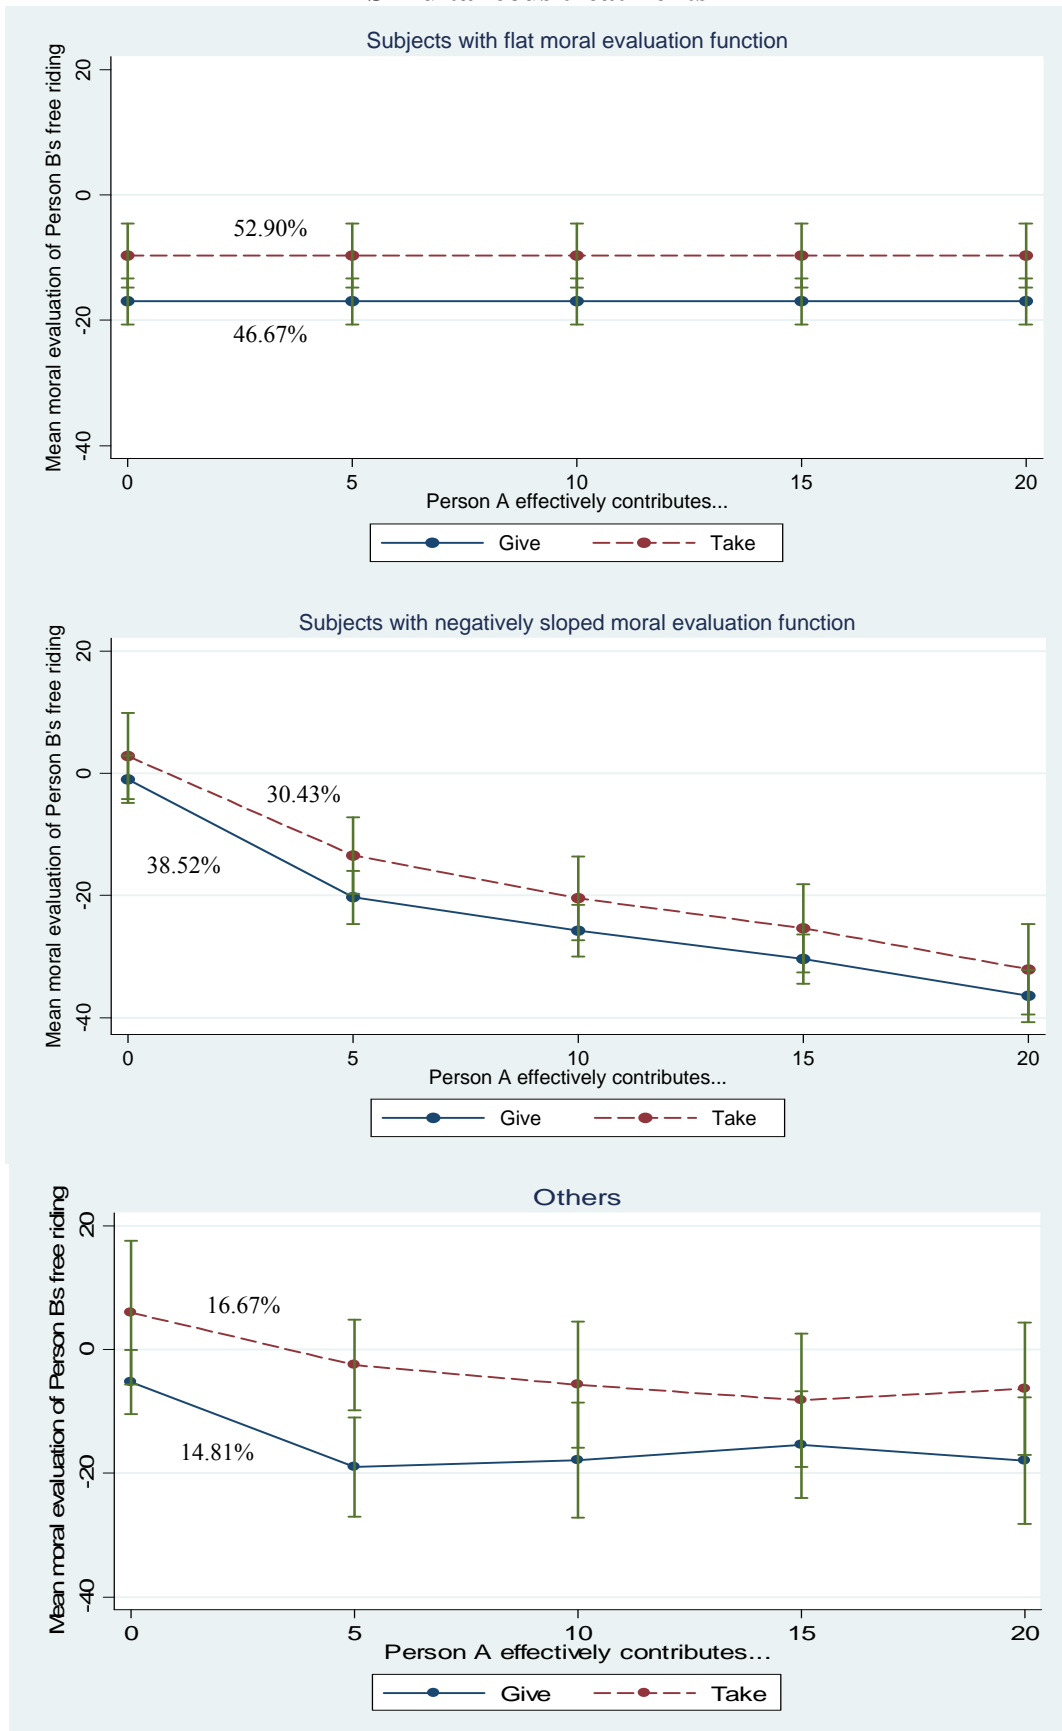 Subjects with flat moral evaluation function
Mean moral evaluation of Person B's free riding
20
0
-20
-40
52.90%
46.67%
0 5 10 15 20
Person A effectively contributes...
Give Take
Subjects with negatively sloped moral evaluation function
Mean moral evaluation of Person B's free riding
20
0
-20
-40
30.43%
38.52%
0 5 10 15 20
Person A effectively contributes...
Give Take
Others
Mean moral evaluation of Person B's free riding
20
0
-20
-40
16.67%
14.81%
0 5 10 15 20
Person A effectively contributes...
Give Take